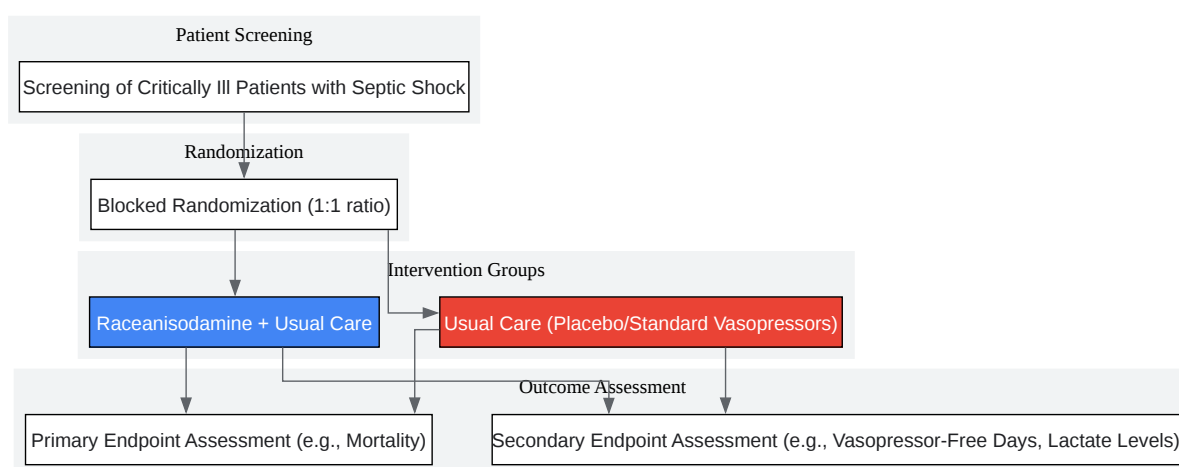 Patient Screening
Screening of Critically Ill Patients with Septic Shock
Randomization
Blocked Randomization (1:1 ratio)
Intervention Groups
Raceanisodamine + Usual Care
Usual Care (Placebo/Standard Vasopressors)
Outcome Assessment
Primary Endpoint Assessment (e.g., Mortality)
Secondary Endpoint Assessment (e.g., Vasopressor-Free Days, Lactate Levels)